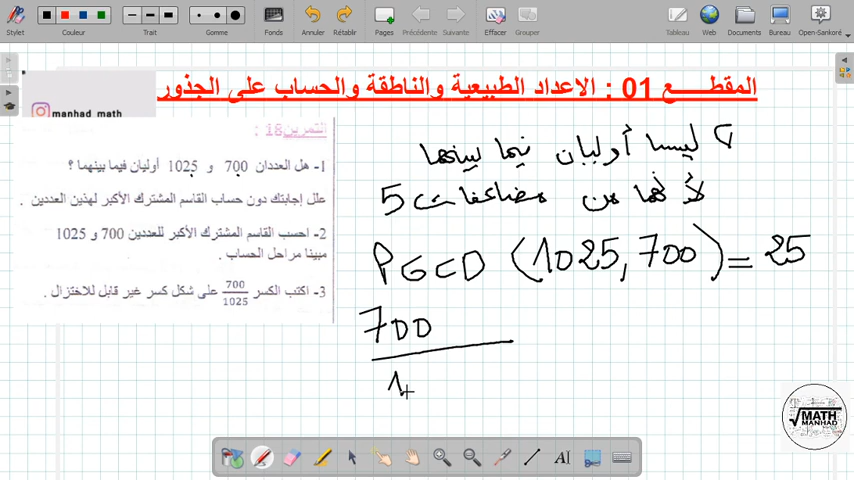 Stylet
Couleur
Trait
Gomme
Fonds
Annuler
Rétablir
Pages
Précédente
Suivante
Effacer
Grouper
Tableau
Web
Documents
Bureau
Open-Sankoré
المقطـــــع 01 : الاعداد الطبيعية والناطقة والحساب على الجذور
manhad math
التمرين18 :
1- هل العددان 700 و 1025 أوليان فيما بينهما ؟
علل إجابتك دون حساب القاسم المشترك الأكبر لهذين العددين .
2- احسب القاسم المشترك الأكبر للعددين 700 و 1025
مبينا مراحل الحساب .
3- اكتب الكسر 700/1025 على شكل كسر غير قابل للاختزال .
ليسا أوليان فيما بينهما
لأنهما من مضاعفات 5
PGCD (1025,700) = 25
700
1
MATH
MANHAD